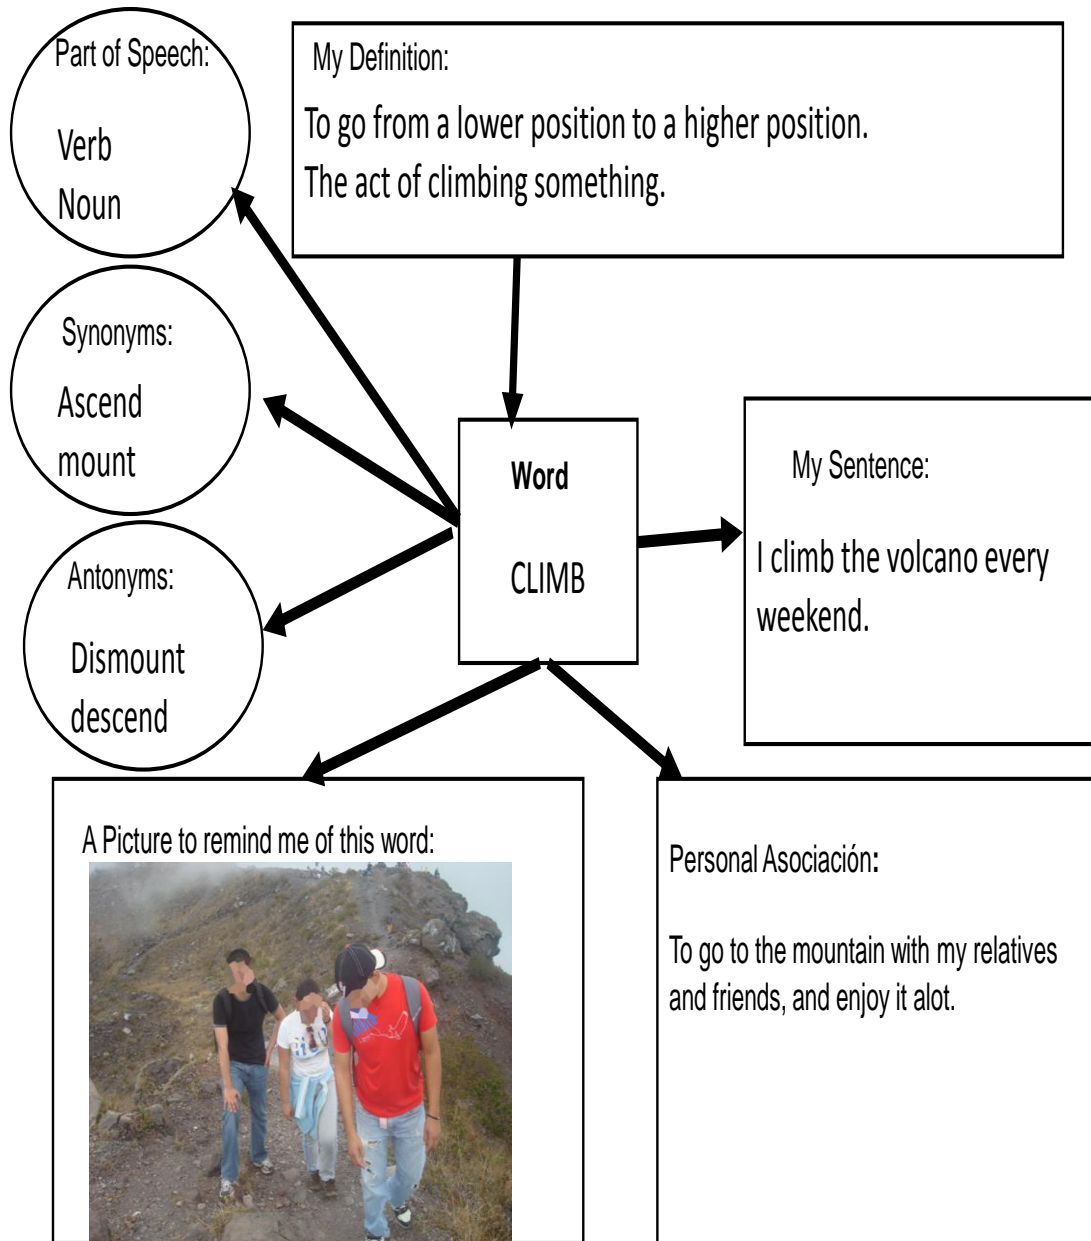 Part of Speech:
Verb
Noun
My Definition:
To go from a lower position to a higher position.
The act of climbing something.
Synonyms:
Ascend
mount
Word
CLIMB
My Sentence:
I climb the volcano every
weekend.
Antonyms:
Dismount
descend
A Picture to remind me of this word:
Personal Asociación:
To go to the mountain with my relatives
and friends, and enjoy it alot.